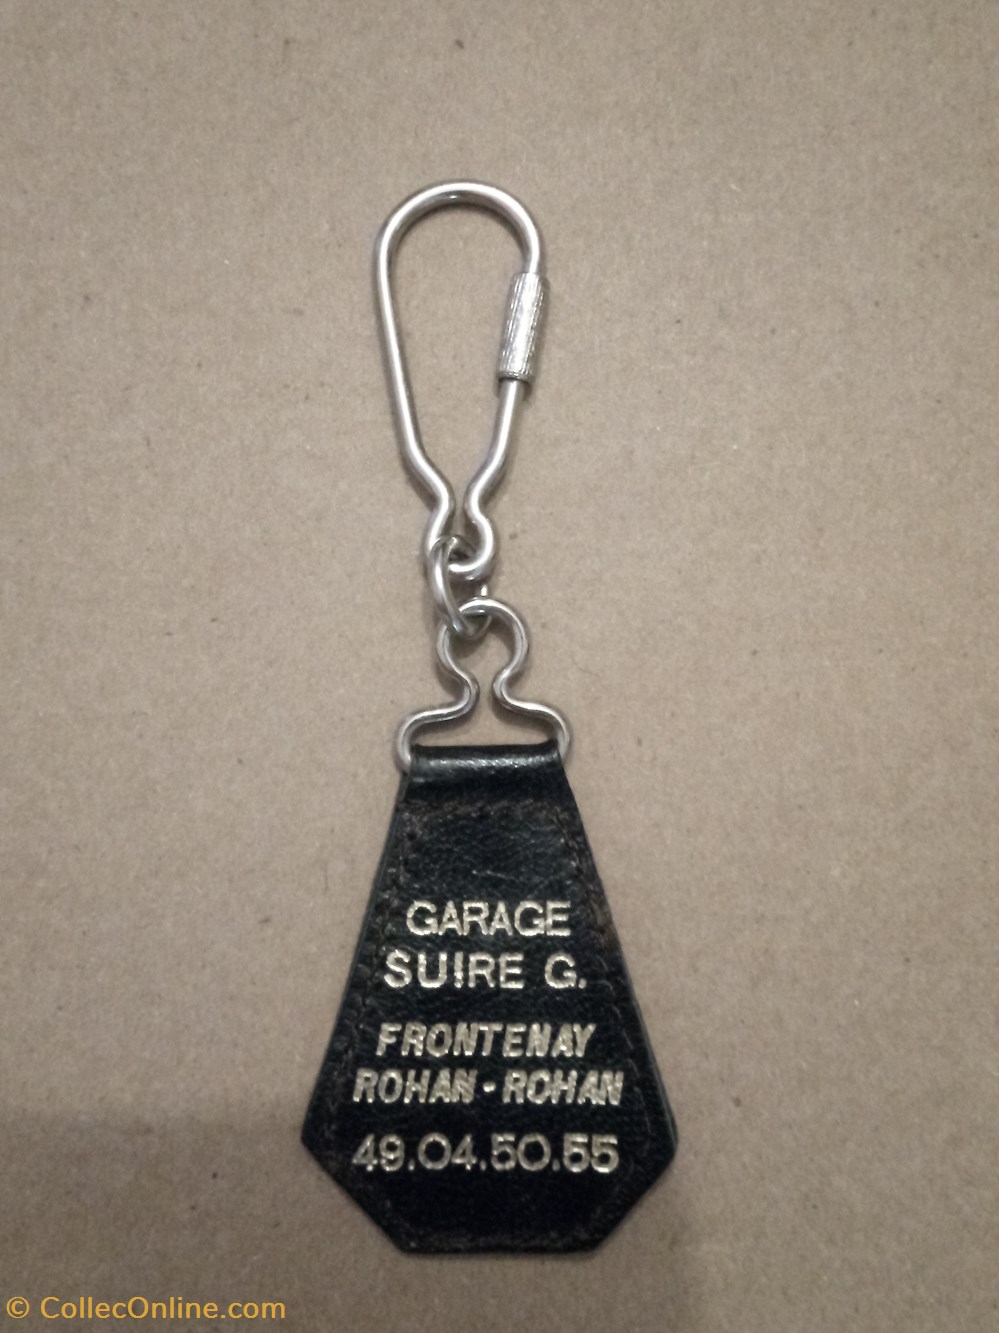 GARAGE
SUIRE G.
FRONTENAY
ROHAN-ROHAN
49.04.50.55
© CollecOnline.com